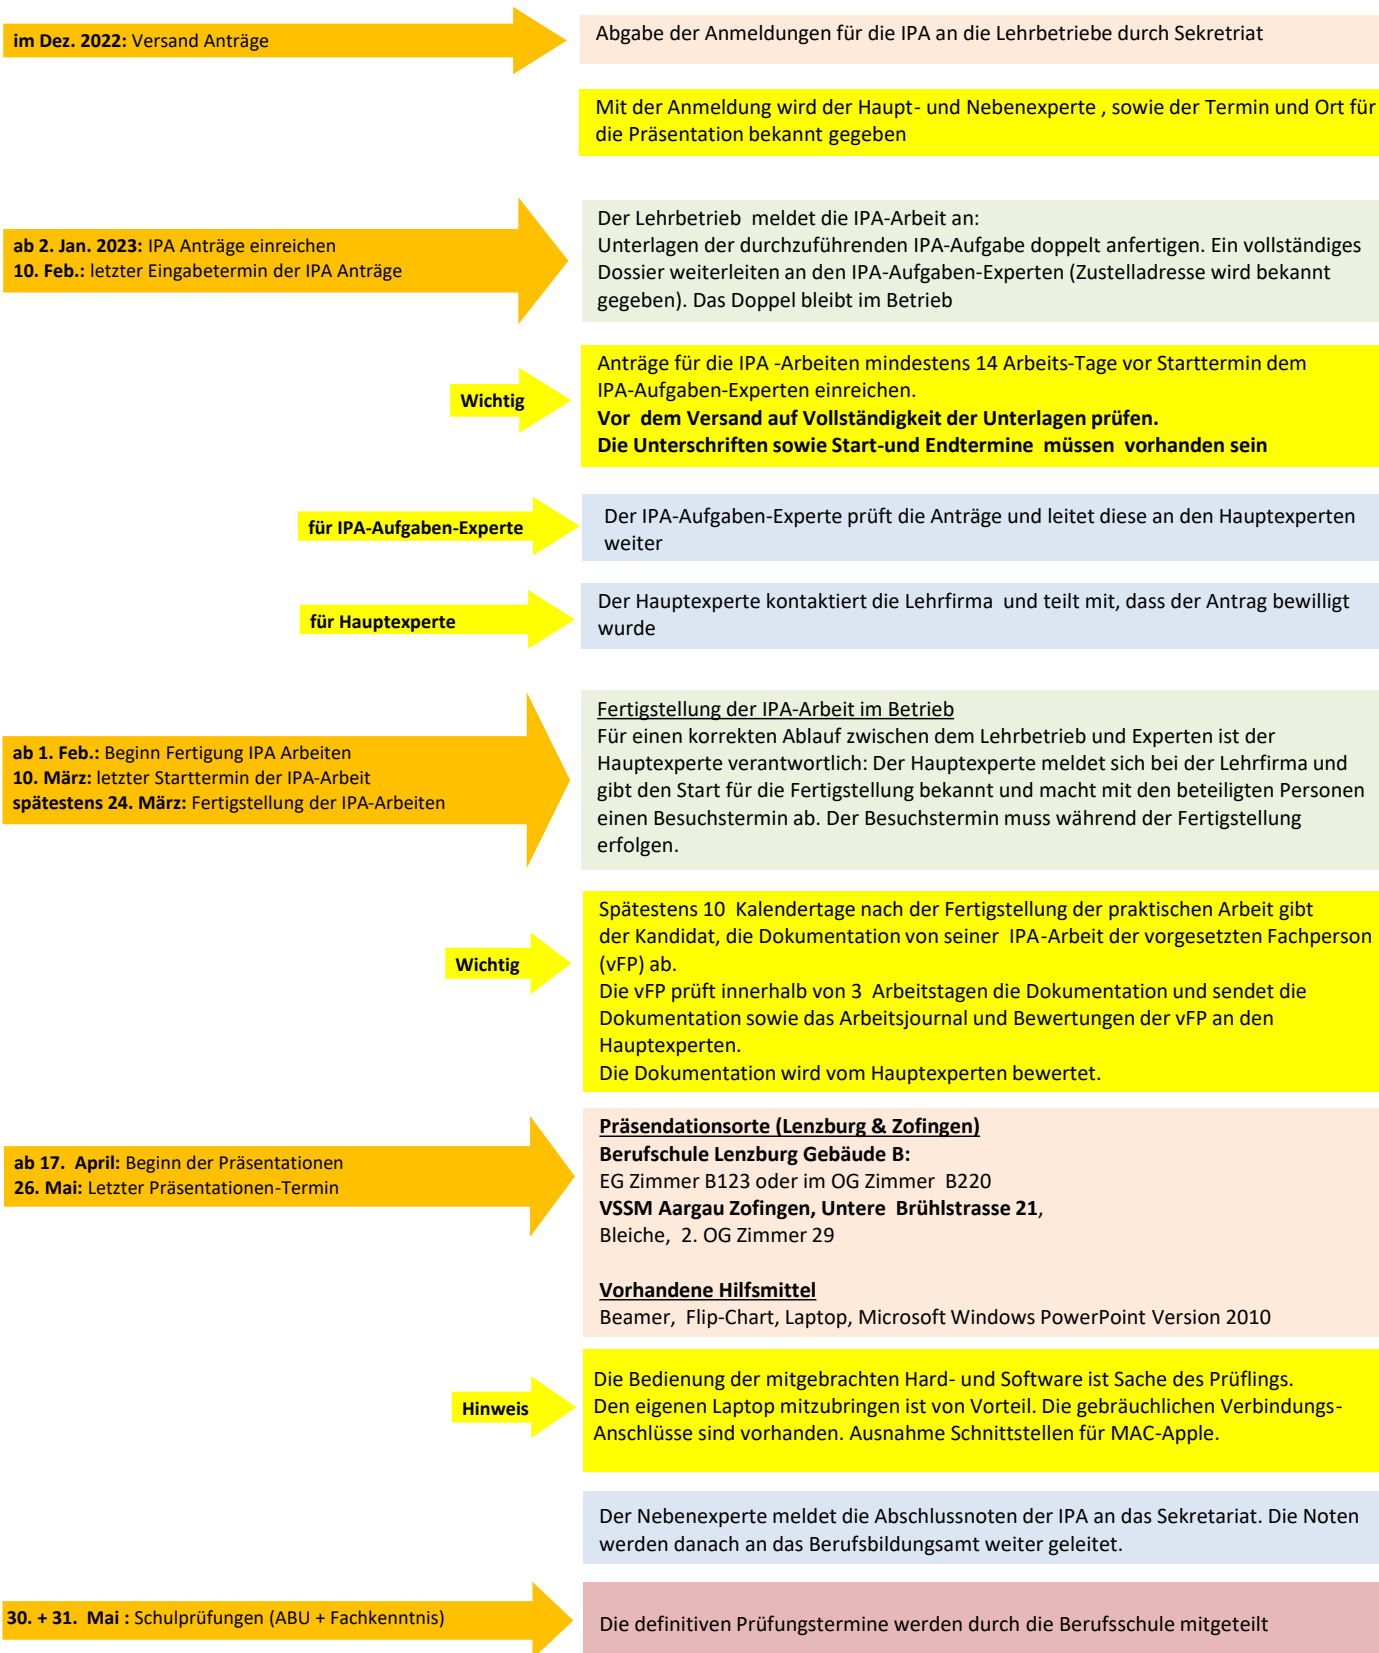 im Dez. 2022: Versand Anträge
Abgabe der Anmeldungen für die IPA an die Lehrbetriebe durch Sekretriat
Mit der Anmeldung wird der Haupt- und Nebenexperte , sowie der Termin und Ort für
die Präsentation bekannt gegeben
ab 2. Jan. 2023: IPA Anträge einreichen
10. Feb.: letzter Eingabetermin der IPA Anträge
Der Lehrbetrieb meldet die IPA-Arbeit an:
Unterlagen der durchzuführenden IPA-Aufgabe doppelt anfertigen. Ein vollständiges
Dossier weiterleiten an den IPA-Aufgaben-Experten (Zustelladresse wird bekannt
gegeben). Das Doppel bleibt im Betrieb
Wichtig
Anträge für die IPA -Arbeiten mindestens 14 Arbeits-Tage vor Starttermin dem
IPA-Aufgaben-Experten einreichen.
Vor dem Versand auf Vollständigkeit der Unterlagen prüfen.
Die Unterschriften sowie Start-und Endtermine müssen vorhanden sein
für IPA-Aufgaben-Experte
Der IPA-Aufgaben-Experte prüft die Anträge und leitet diese an den Hauptexperten
weiter
für Hauptexperte
Der Hauptexperte kontaktiert die Lehrfirma und teilt mit, dass der Antrag bewilligt
wurde
ab 1. Feb.: Beginn Fertigung IPA Arbeiten
10. März: letzter Starttermin der IPA-Arbeit
spätestens 24. März: Fertigstellung der IPA-Arbeiten
Fertigstellung der IPA-Arbeit im Betrieb
Für einen korrekten Ablauf zwischen dem Lehrbetrieb und Experten ist der
Hauptexperte verantwortlich: Der Hauptexperte meldet sich bei der Lehrfirma und
gibt den Start für die Fertigstellung bekannt und macht mit den beteiligten Personen
einen Besuchstermin ab. Der Besuchstermin muss während der Fertigstellung
erfolgen.
Wichtig
Spätestens 10 Kalendertage nach der Fertigstellung der praktischen Arbeit gibt
der Kandidat, die Dokumentation von seiner IPA-Arbeit der vorgesetzten Fachperson
(vFP) ab.
Die vFP prüft innerhalb von 3 Arbeitstagen die Dokumentation und sendet die
Dokumentation sowie das Arbeitsjournal und Bewertungen der vFP an den
Hauptexperten.
Die Dokumentation wird vom Hauptexperten bewertet.
ab 17. April: Beginn der Präsentationen
26. Mai: Letzter Präsentationen-Termin
Präsendationsorte (Lenzburg & Zofingen)
Berufschule Lenzburg Gebäude B:
EG Zimmer B123 oder im OG Zimmer B220
VSSM Aargau Zofingen, Untere Brühlstrasse 21,
Bleiche, 2. OG Zimmer 29
Vorhandene Hilfsmittel
Beamer, Flip-Chart, Laptop, Microsoft Windows PowerPoint Version 2010
Hinweis
Die Bedienung der mitgebrachten Hard- und Software ist Sache des Prüflings.
Den eigenen Laptop mitzubringen ist von Vorteil. Die gebräuchlichen Verbindungs-
Anschlüsse sind vorhanden. Ausnahme Schnittstellen für MAC-Apple.
Der Nebenexperte meldet die Abschlussnoten der IPA an das Sekretariat. Die Noten
werden danach an das Berufsbildungsamt weiter geleitet.
30. + 31. Mai : Schulprüfungen (ABU + Fachkenntnis)
Die definitiven Prüfungstermine werden durch die Berufsschule mitgeteilt